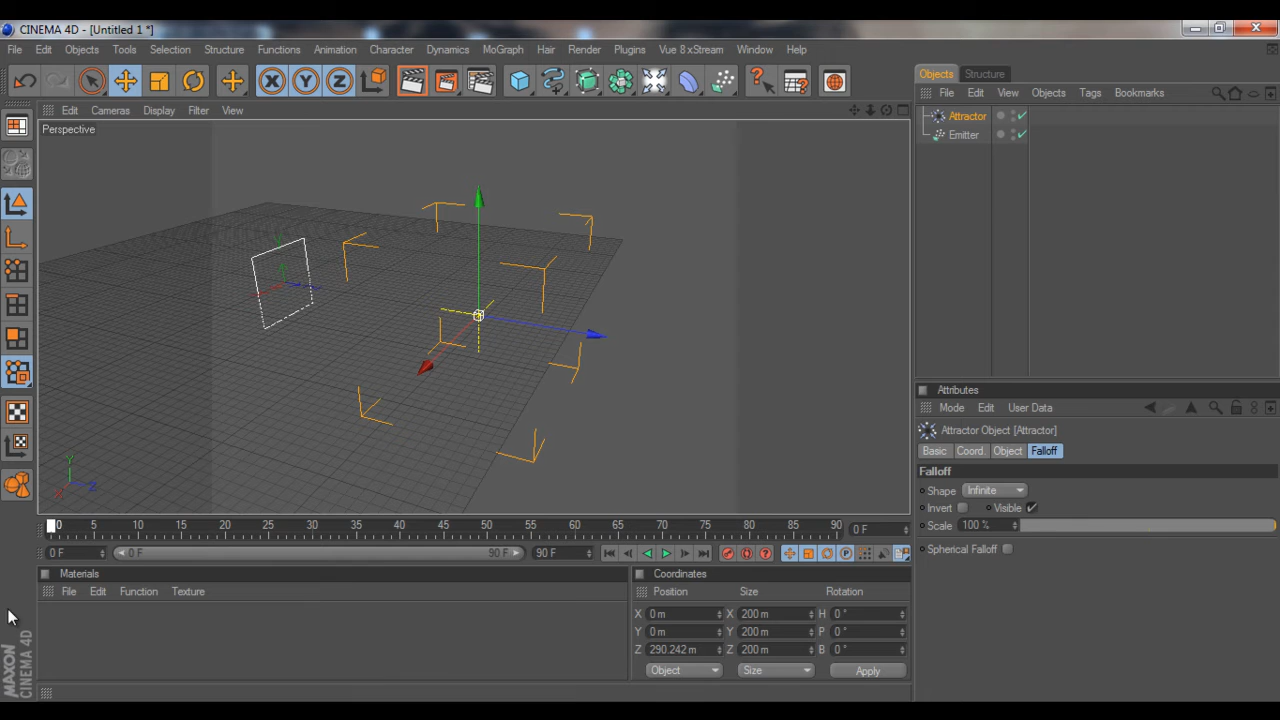 CINEMA 4D - [Untitled 1 *]
File Edit Objects Tools Selection Structure Functions Animation Character Dynamics MoGraph Hair Render Plugins Vue 8 xStream Window Help
X Y Z
Objects Structure
File Edit View Objects Tags Bookmarks
Edit Cameras Display Filter View
Attractor
Emitter
Perspective
Y
X Z
Attributes
Mode Edit User Data
Attractor Object [Attractor]
Basic Coord. Object Falloff
Falloff
Shape Infinite
Invert Visible
Scale 100 %
Spherical Falloff
0 5 10 15 20 25 30 35 40 45 50 55 60 65 70 75 80 85 90 0 F
0 F 0 F 90 F 90 F
Materials
File Edit Function Texture
Coordinates
Position Size Rotation
X 0 m X 200 m H 0 °
Y 0 m Y 200 m P 0 °
Z 290.242 m Z 200 m B 0 °
Object Size Apply
MAXON
CINEMA 4D